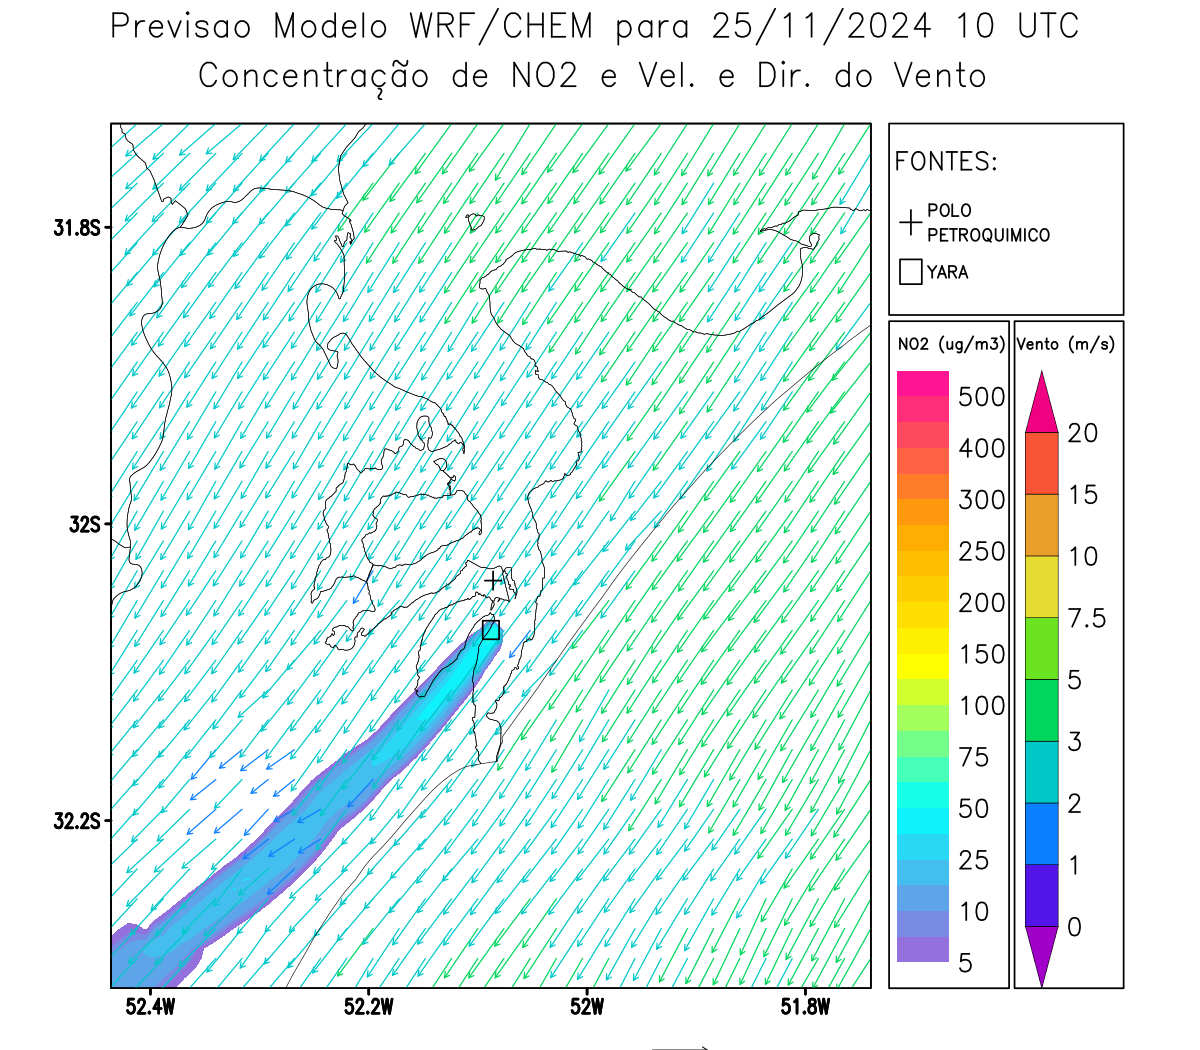 Previsao Modelo WRF/CHEM para 25/11/2024 10 UTC
Concentração de NO2 e Vel. e Dir. do Vento
FONTES:
POLO
PETROQUIMICO
YARA
NO2 (ug/m3)
500
400
300
250
200
150
100
75
50
25
10
5
Vento (m/s)
20
15
10
7.5
5
3
2
1
0
31.8S
32S
32.2S
52.4W
52.2W
52W
51.8W